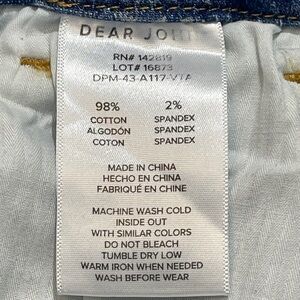 DEAR JOHN
RN# 142819
LOT# 16873
DPM-43-A117-VTA
98% 2%
COTTON SPANDEX
ALGODÓN SPANDEX
COTON SPANDEX
MADE IN CHINA
HECHO EN CHINA
FABRIQUÉ EN CHINE
MACHINE WASH COLD
INSIDE OUT
WITH SIMILAR COLORS
DO NOT BLEACH
TUMBLE DRY LOW
WARM IRON WHEN NEEDED
WASH BEFORE WEAR